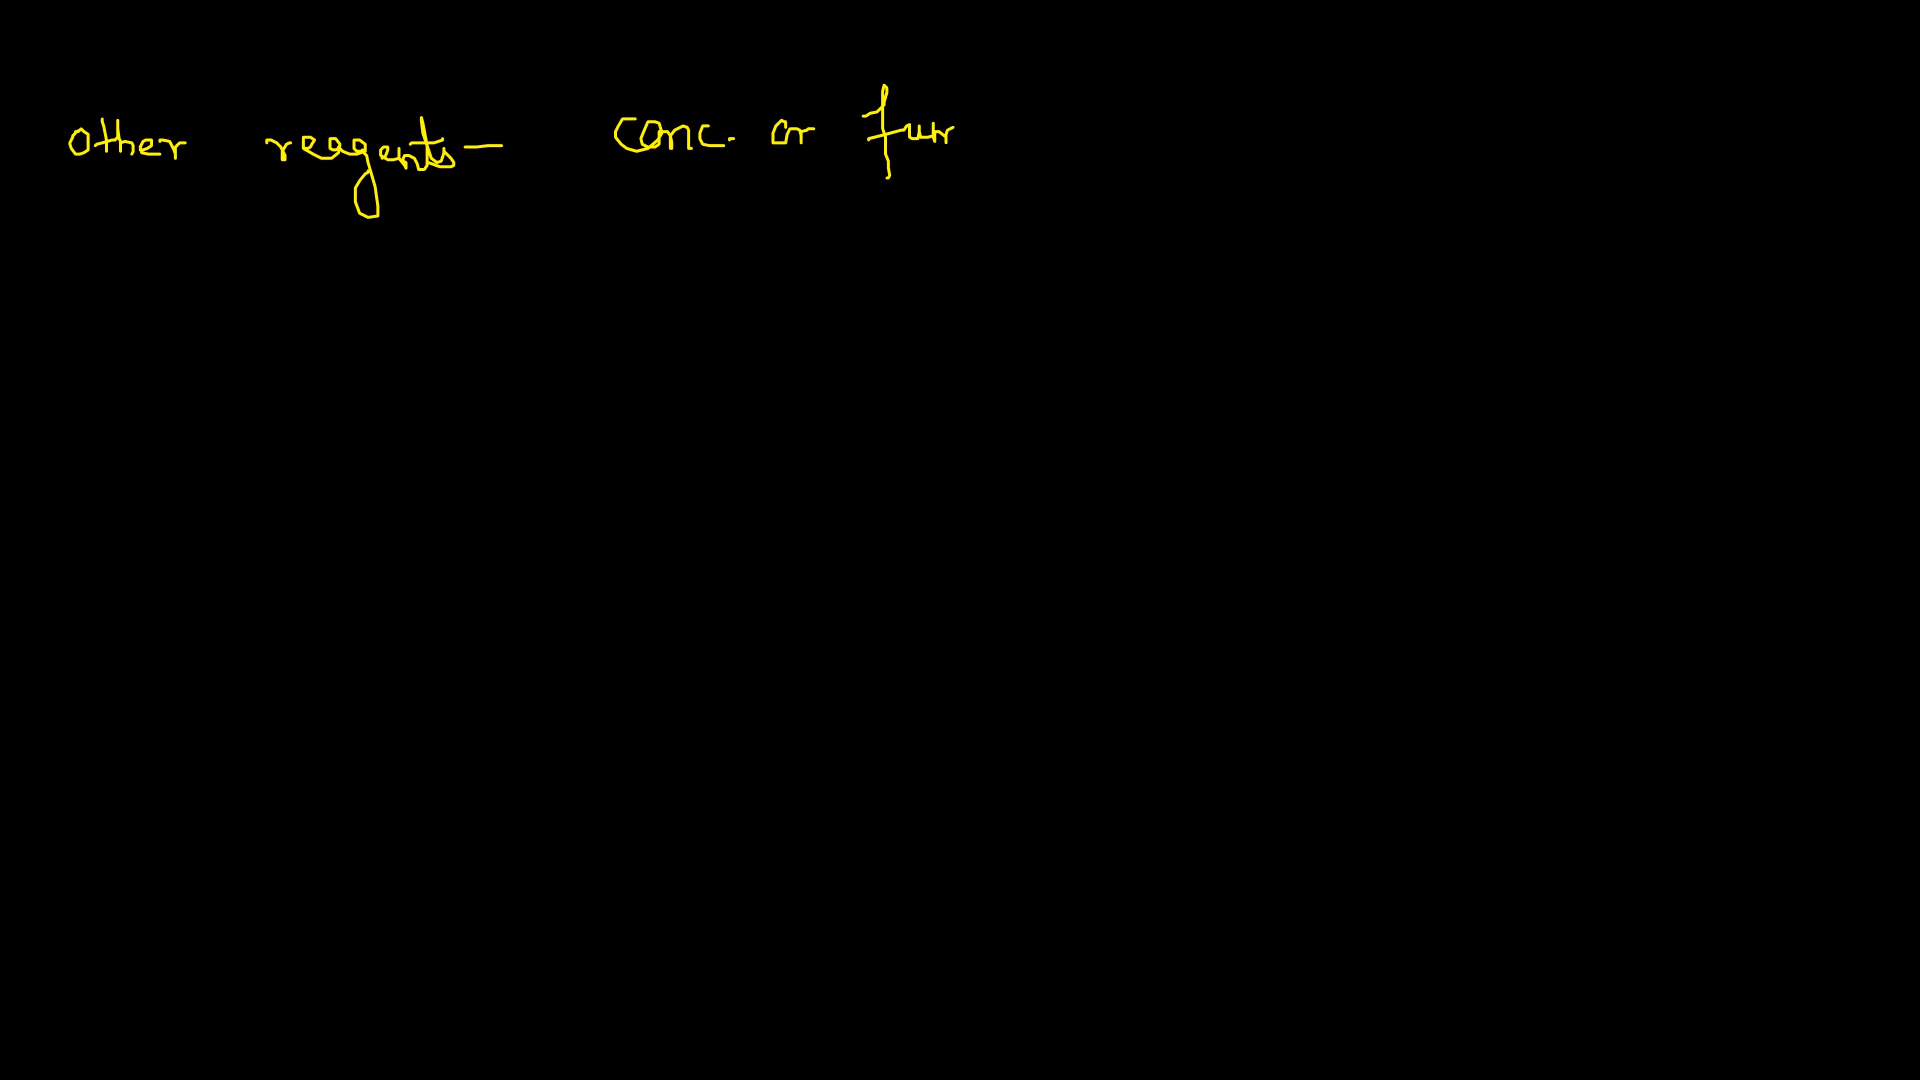 Other reagents — conc. or fum